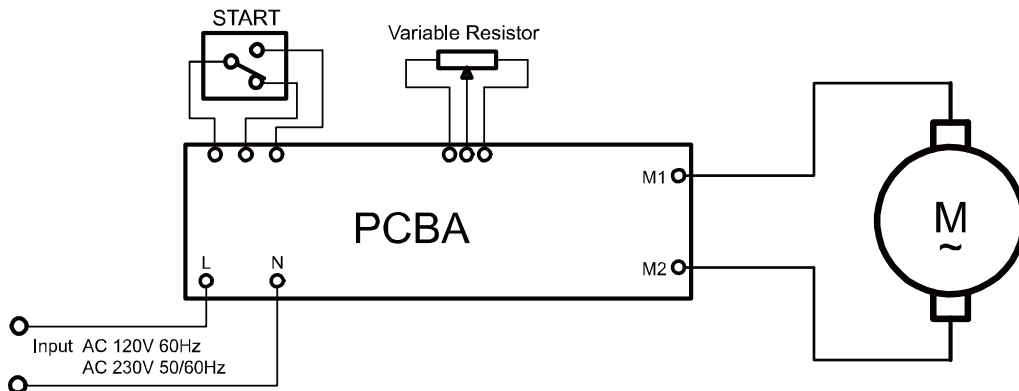 START
Variable Resistor
M1
M
~
PCBA
L
N
M2
Input AC 120V 60Hz
AC 230V 50/60Hz